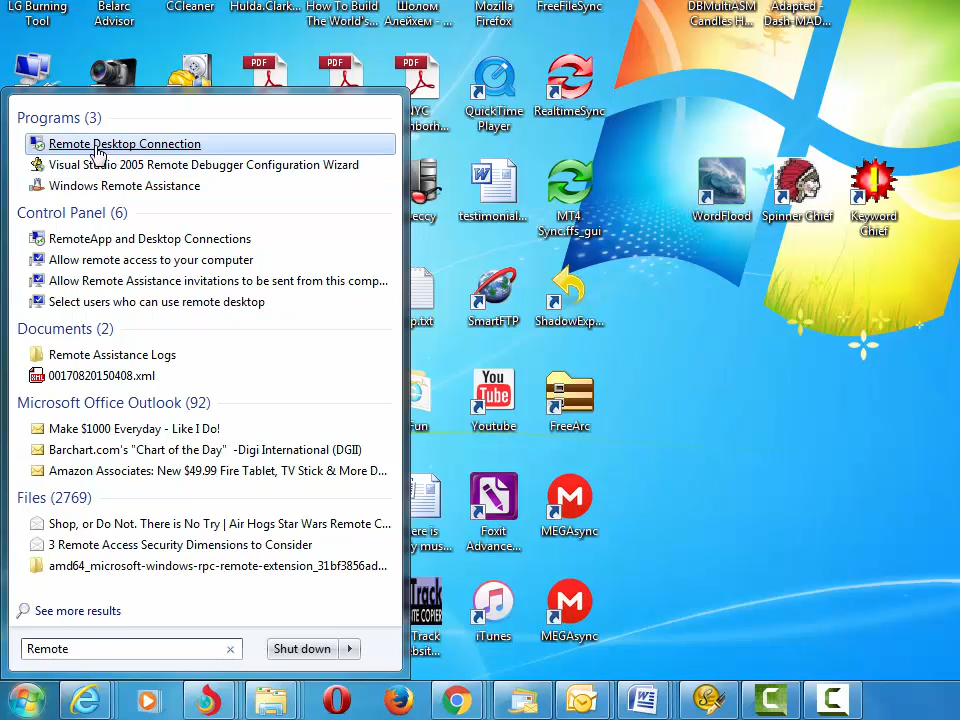 LG Burning
Tool
Belarc
Advisor
CCleaner
Hulda.Clark...
How To Build
The World's...
Шолом
Алейхем - ...
Mozilla
Firefox
FreeFileSync
DBMultiASM
Candles H...
Adapted -
Dash-MAD...
PDF
PDF
PDF
NYC
QuickTime
Player
RealtimeSync
Programs (3)
Remote Desktop Connection
Visual Studio 2005 Remote Debugger Configuration Wizard
Windows Remote Assistance
Control Panel (6)
RemoteApp and Desktop Connections
Allow remote access to your computer
Allow Remote Assistance invitations to be sent from this comp...
Select users who can use remote desktop
Documents (2)
Remote Assistance Logs
00170820150408.xml
Microsoft Office Outlook (92)
Make $1000 Everyday - Like I Do!
Barchart.com's "Chart of the Day" -Digi International (DGII)
Amazon Associates: New $49.99 Fire Tablet, TV Stick & More D...
Files (2769)
Shop, or Do Not. There is No Try | Air Hogs Star Wars Remote C...
3 Remote Access Security Dimensions to Consider
amd64_microsoft-windows-rpc-remote-extension_31bf3856ad...
See more results
Remote
Shut down
testimonial...
MT4
Sync.ffs_gui
WordFlood
Spinner Chief
Keyword
Chief
SmartFTP
ShadowExp...
You
Tube
Fun
Youtube
FreeArc
Foxit
Advance...
MEGAsync
Track
iTunes
MEGAsync